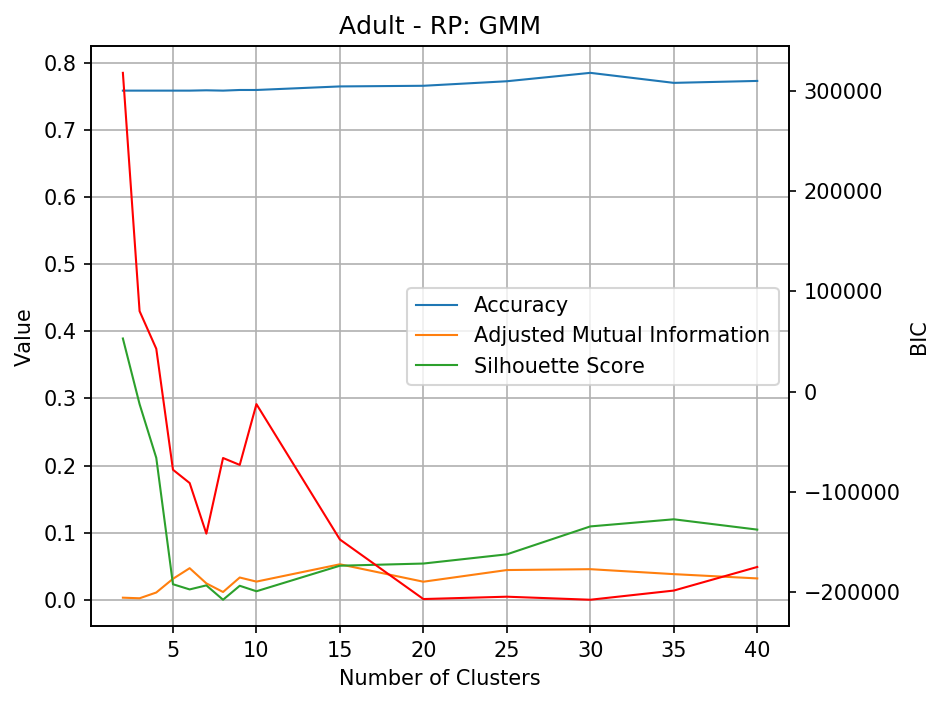 Adult - RP: GMM
0.8
0.7
0.6
0.5
0.4
0.3
0.2
0.1
0.0
Value
300000
200000
100000
0
−100000
−200000
BIC
Accuracy
Adjusted Mutual Information
Silhouette Score
5 10 15 20 25 30 35 40
Number of Clusters